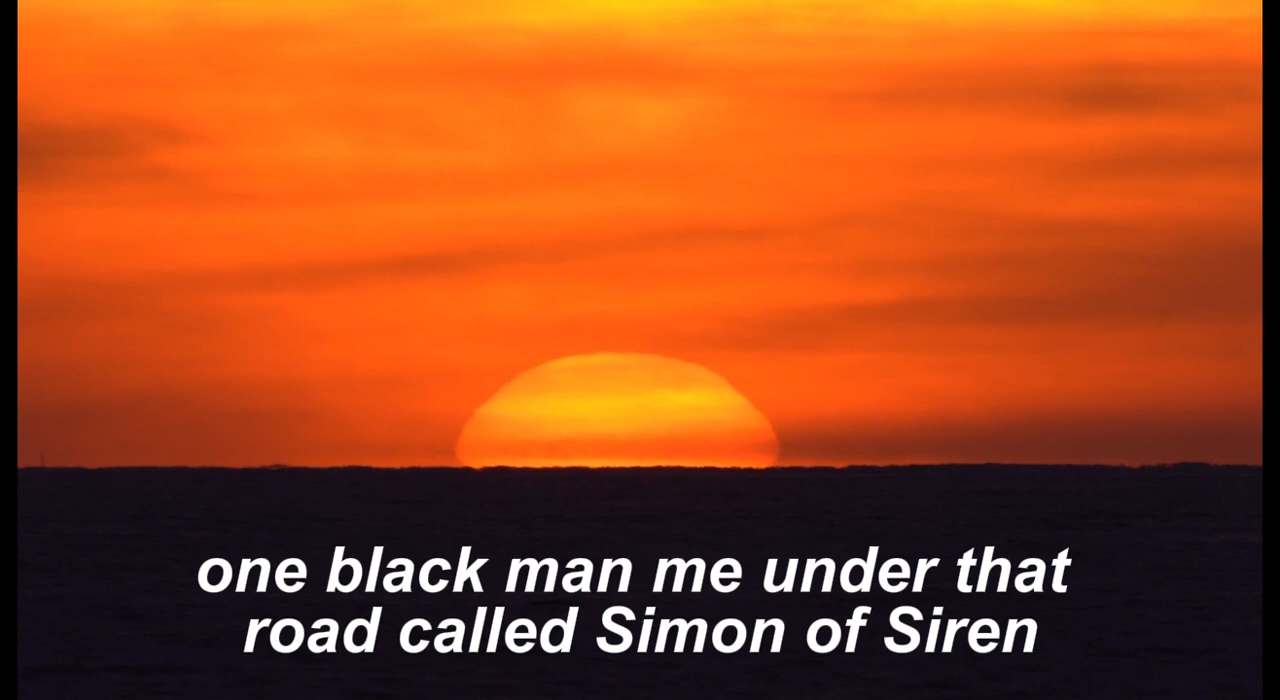 one black man me under that
road called Simon of Siren